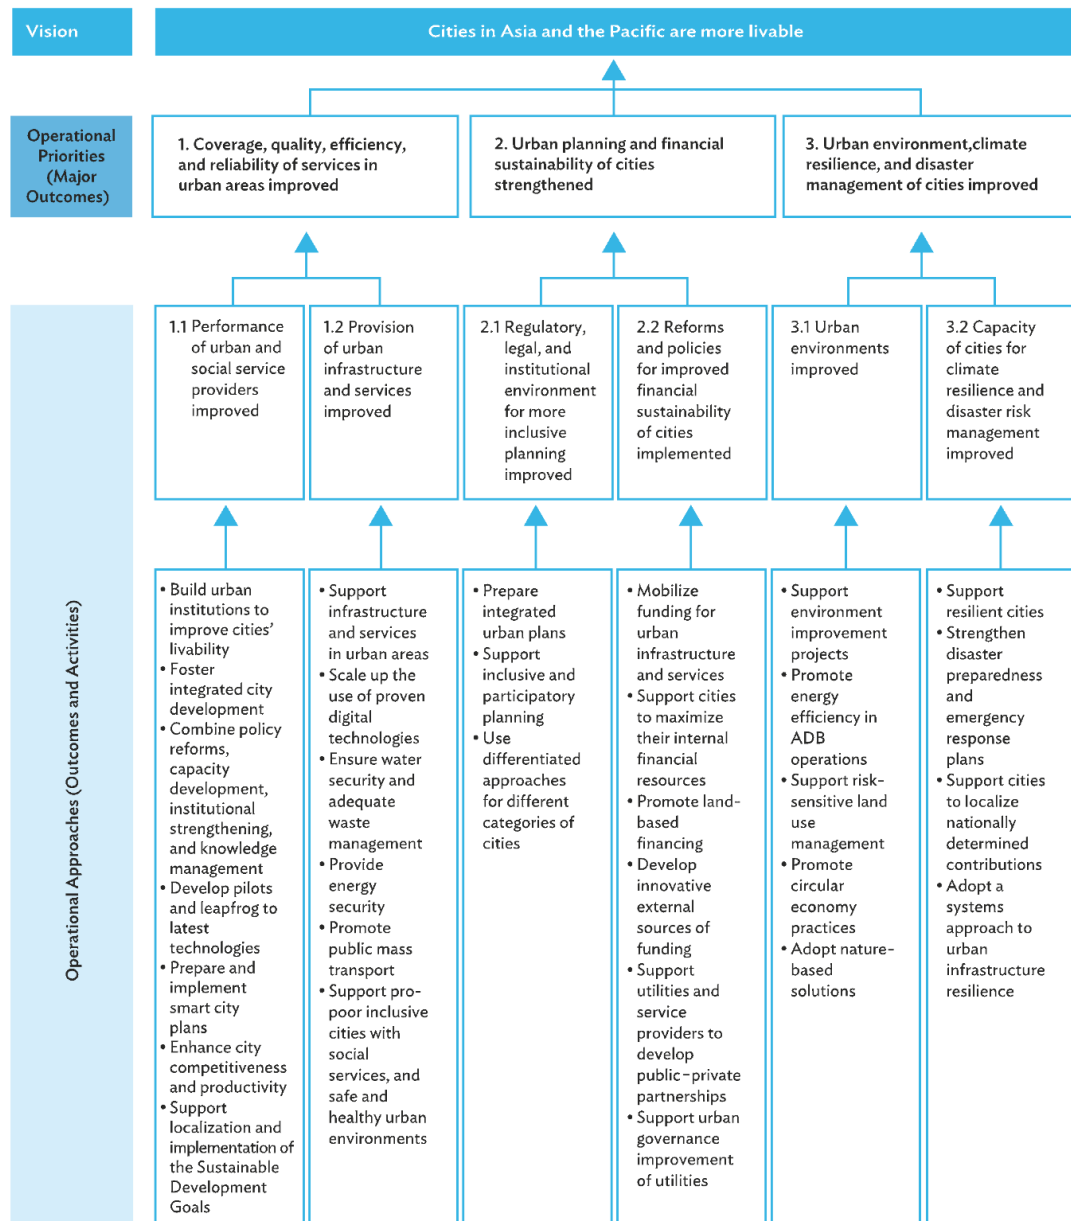 Vision
Cities in Asia and the Pacific are more livable
Operational
Priorities
(Major
Outcomes)
1. Coverage, quality, efficiency,
and reliability of services in
urban areas improved
2. Urban planning and financial
sustainability of cities
strengthened
3. Urban environment,climate
resilience, and disaster
management of cities improved
Operational Approaches (Outcomes and Activities)
1.1 Performance
of urban and
social service
providers
improved
1.2 Provision
of urban
infrastructure
and services
improved
2.1 Regulatory,
legal, and
institutional
environment
for more
inclusive
planning
improved
2.2 Reforms
and policies
for improved
financial
sustainability
of cities
implemented
3.1 Urban
environments
improved
3.2 Capacity
of cities for
climate
resilience and
disaster risk
management
improved
• Build urban
institutions to
improve cities’
livability
• Foster
integrated city
development
• Combine policy
reforms,
capacity
development,
institutional
strengthening,
and knowledge
management
• Develop pilots
and leapfrog to
latest
technologies
• Prepare and
implement
smart city
plans
• Enhance city
competitiveness
and productivity
• Support
localization and
implementation of
the Sustainable
Development
Goals
• Support
infrastructure
and services
in urban areas
• Scale up the
use of proven
digital
technologies
• Ensure water
security and
adequate
waste
management
• Provide
energy
security
• Promote
public mass
transport
• Support pro-
poor inclusive
cities with
social
services, and
safe and
healthy urban
environments
• Prepare
integrated
urban plans
• Support
inclusive and
participatory
planning
• Use
differentiated
approaches
for different
categories of
cities
• Mobilize
funding for
urban
infrastructure
and services
• Support cities
to maximize
their internal
financial
resources
• Promote land-
based
financing
• Develop
innovative
external
sources of
funding
• Support
utilities and
service
providers to
develop
public–private
partnerships
• Support urban
governance
improvement
of utilities
• Support
environment
improvement
projects
• Promote
energy
efficiency in
ADB
operations
• Support risk-
sensitive land
use
management
• Promote
circular
economy
practices
• Adopt nature-
based
solutions
• Support
resilient cities
• Strengthen
disaster
preparedness
and
emergency
response
plans
• Support cities
to localize
nationally
determined
contributions
• Adopt a
systems
approach to
urban
infrastructure
resilience